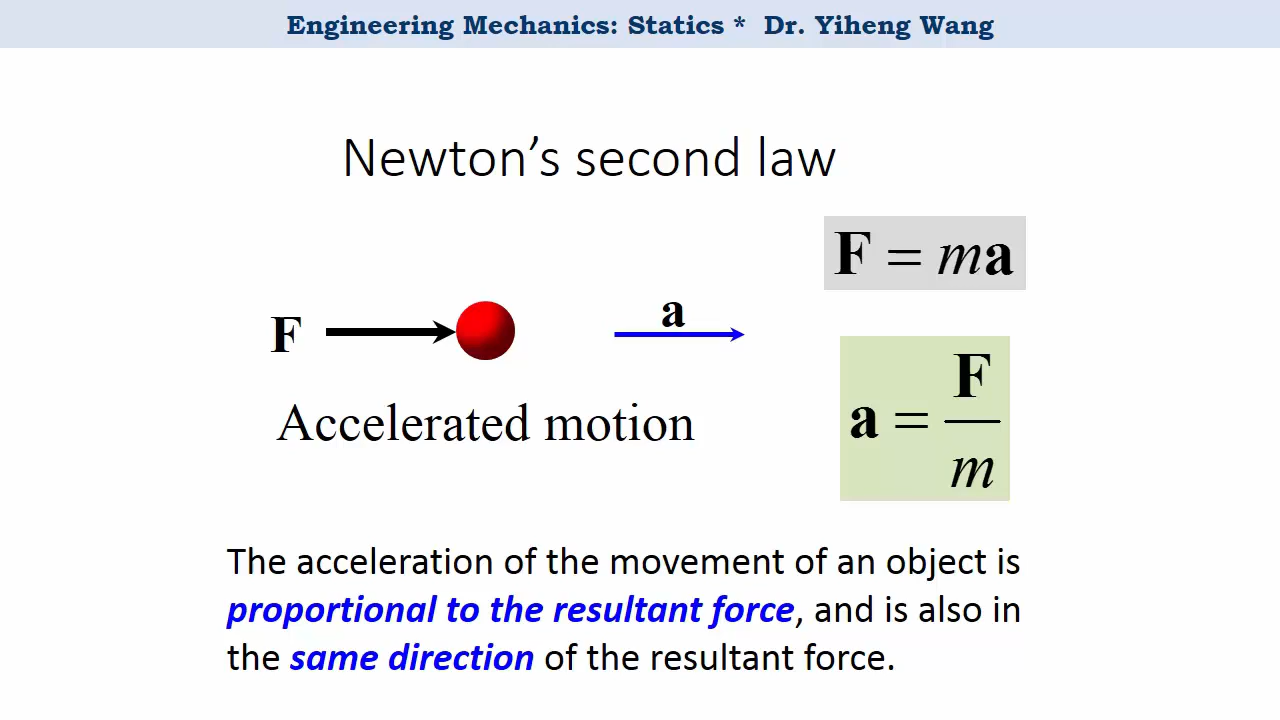 Engineering Mechanics: Statics * Dr. Yiheng Wang
Newton's second law
F = ma
F
a
a = F/m
Accelerated motion
The acceleration of the movement of an object is
proportional to the resultant force, and is also in
the same direction of the resultant force.